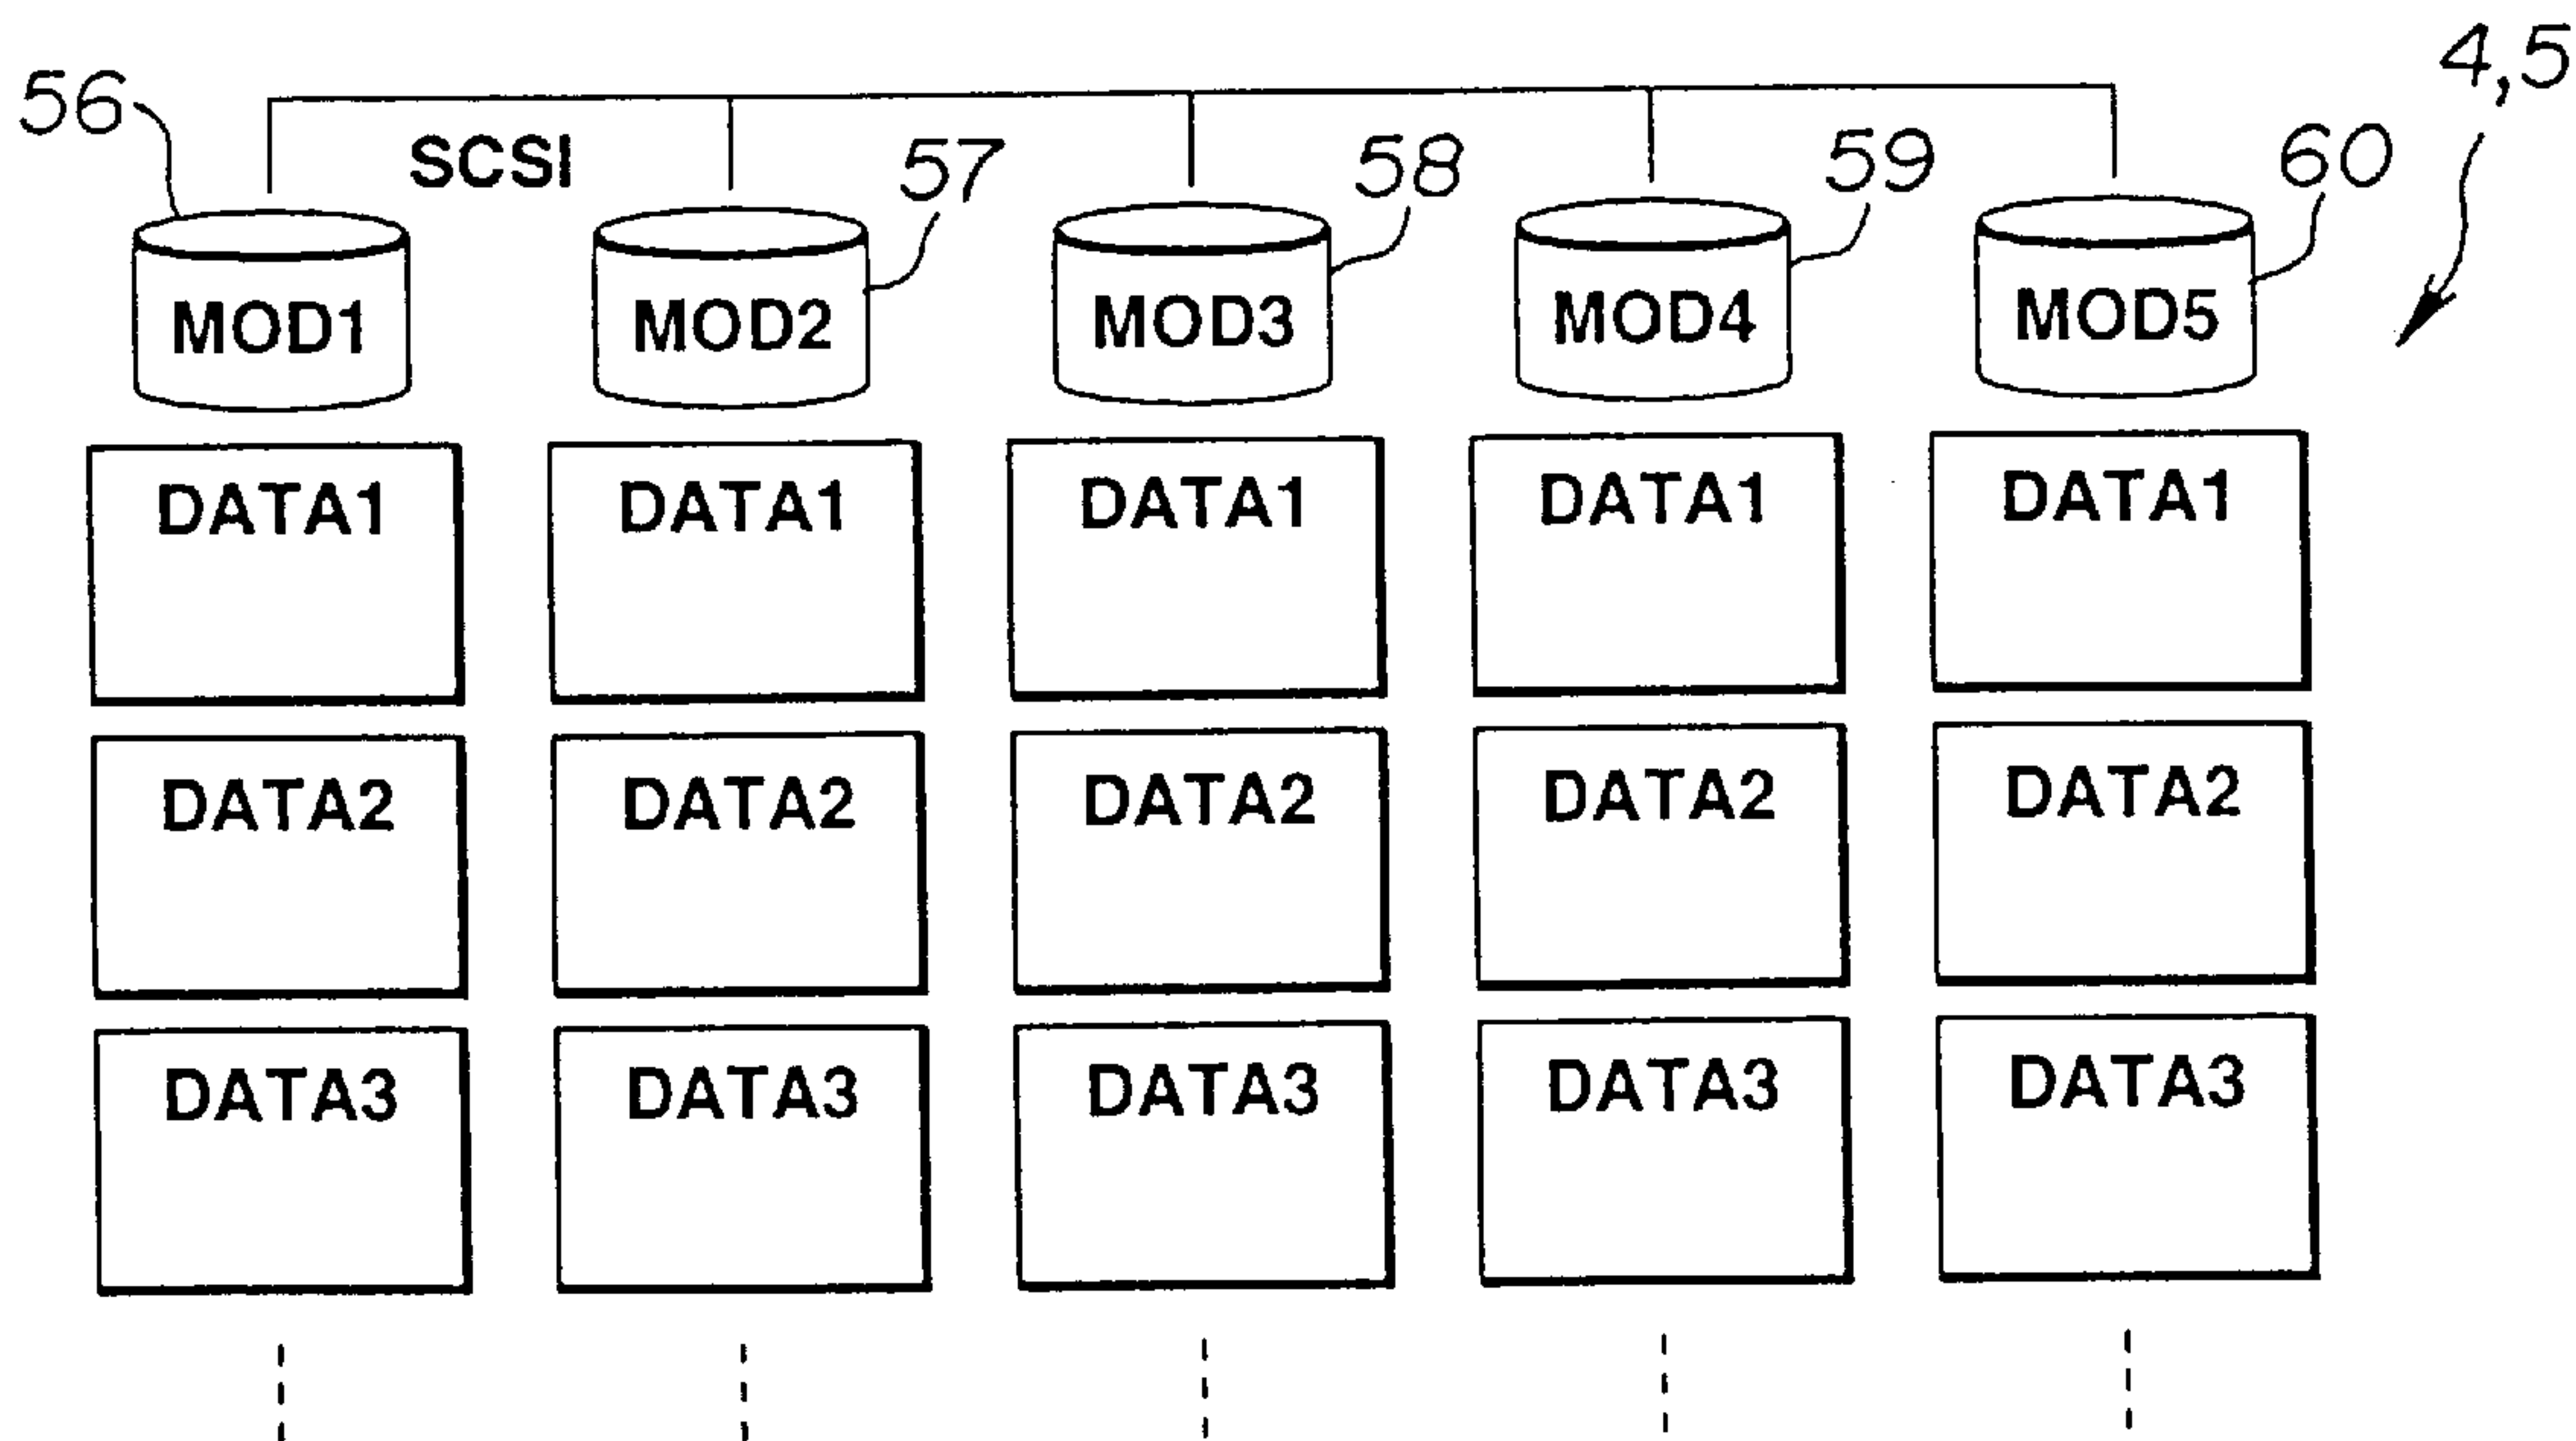 4,5
56 SCSI 57 58 59 60
MOD1 MOD2 MOD3 MOD4 MOD5
DATA1 DATA1 DATA1 DATA1 DATA1
DATA2 DATA2 DATA2 DATA2 DATA2
DATA3 DATA3 DATA3 DATA3 DATA3